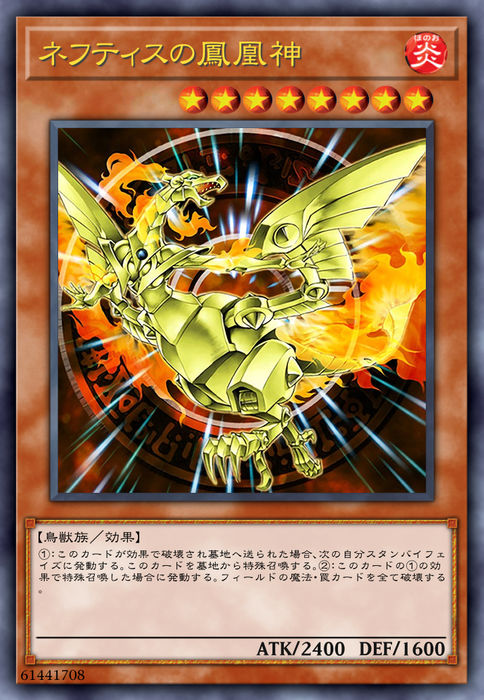 ネフティスの鳳凰神
ほのお
炎
【鳥獣族／効果】
①:このカードが効果で破壊され墓地へ送られた場合、次の自分スタンバイフェ
イズに発動する。このカードを墓地から特殊召喚する。②:このカードの①の効
果で特殊召喚した場合に発動する。フィールドの魔法・罠カードを全て破壊する
。
ATK/2400 DEF/1600
61441708